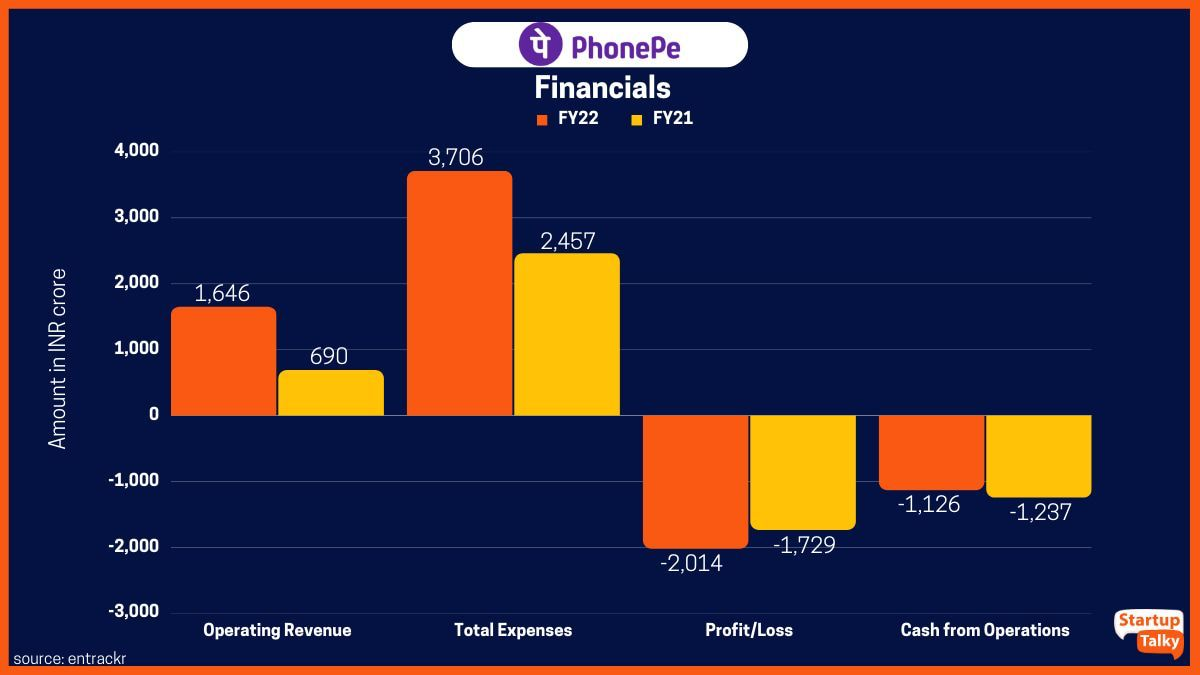 पे PhonePe
Financials
FY22 FY21
Amount in INR crore
4,000
3,000
2,000
1,000
0
-1,000
-2,000
-3,000
1,646
690
3,706
2,457
-2,014
-1,729
-1,126
-1,237
Operating Revenue Total Expenses Profit/Loss Cash from Operations
source: entrackr
Startup
Talky